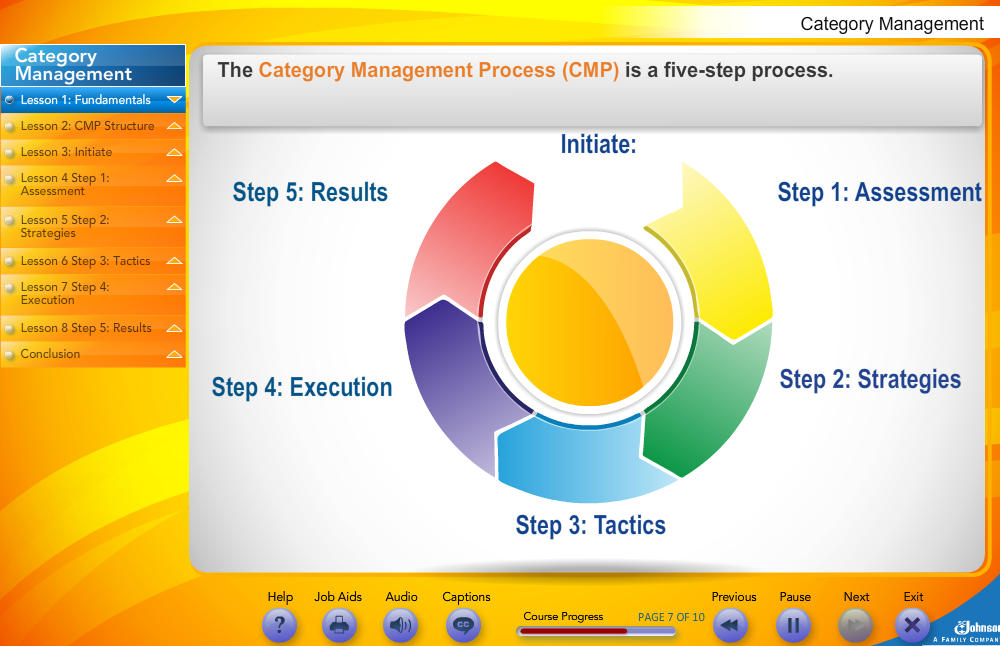 Category Management
Category
Management
Lesson 1: Fundamentals
Lesson 2: CMP Structure
Lesson 3: Initiate
Lesson 4 Step 1:
Assessment
Lesson 5 Step 2:
Strategies
Lesson 6 Step 3: Tactics
Lesson 7 Step 4:
Execution
Lesson 8 Step 5: Results
Conclusion
The Category Management Process (CMP) is a five-step process.
Initiate:
Step 5: Results
Step 1: Assessment
Step 4: Execution
Step 2: Strategies
Step 3: Tactics
Help
Job Aids
Audio
Captions
?
CC
Course Progress
PAGE 7 OF 10
Previous
Pause
Next
Exit
Johnson
A FAMILY COMPAN